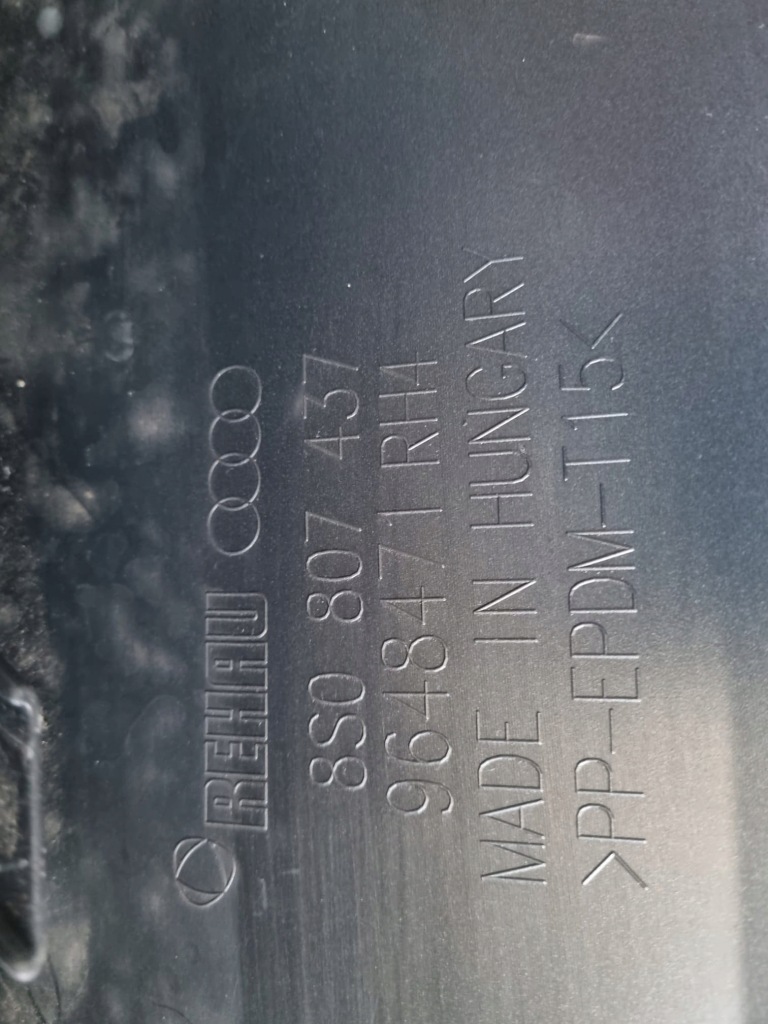 REHAU
8S0 807 437
9648471 RH4
MADE IN HUNGARY
>PP-EPDM-T15<